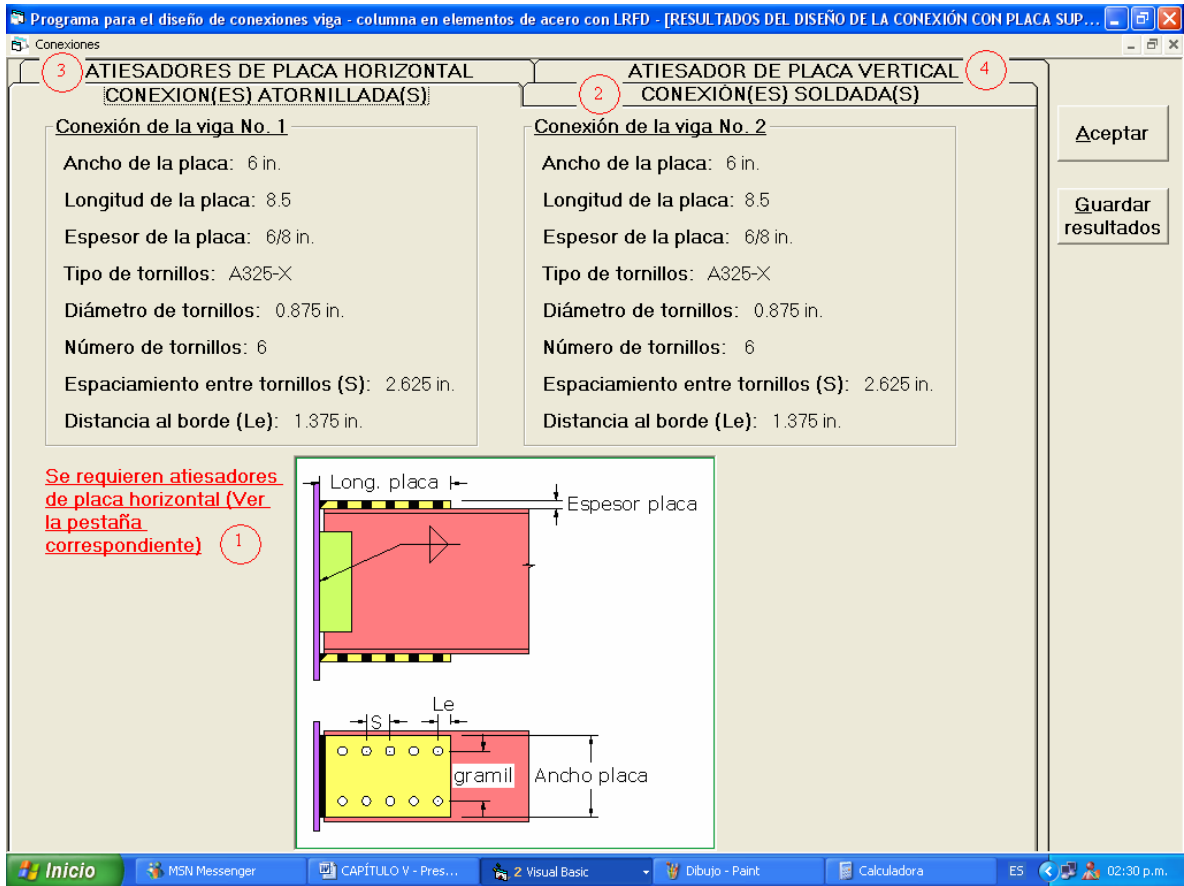 Programa para el diseño de conexiones viga - columna en elementos de acero con LRFD - [RESULTADOS DEL DISEÑO DE LA CONEXIÓN CON PLACA SUP...
Conexiones
3 ATIESADORES DE PLACA HORIZONTAL
ATIESADOR DE PLACA VERTICAL 4
CONEXION(ES) ATORNILLADA(S)
2 CONEXIÓN(ES) SOLDADA(S)
Conexión de la viga No. 1
Ancho de la placa: 6 in.
Longitud de la placa: 8.5
Espesor de la placa: 6/8 in.
Tipo de tornillos: A325-X
Diámetro de tornillos: 0.875 in.
Número de tornillos: 6
Espaciamiento entre tornillos (S): 2.625 in.
Distancia al borde (Le): 1.375 in.
Conexión de la viga No. 2
Ancho de la placa: 6 in.
Longitud de la placa: 8.5
Espesor de la placa: 6/8 in.
Tipo de tornillos: A325-X
Diámetro de tornillos: 0.875 in.
Número de tornillos: 6
Espaciamiento entre tornillos (S): 2.625 in.
Distancia al borde (Le): 1.375 in.
Aceptar
Guardar
resultados
Se requieren atiesadores
de placa horizontal (Ver
la pestaña
correspondiente) 1
Long. placa
Espesor placa
Le
S
gramil
Ancho placa
Inicio
MSN Messenger
CAPÍTULO V - Pres...
2 Visual Basic
Dibujo - Paint
Calculadora
ES
02:30 p.m.